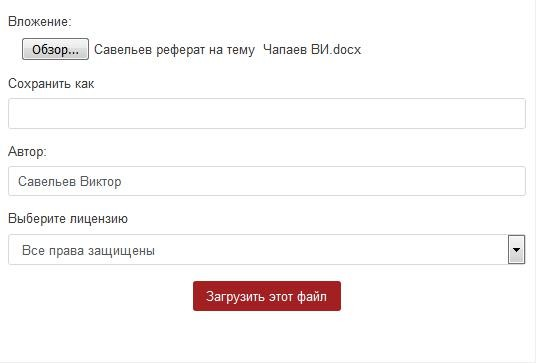 Вложение:
Обзор... Савельев реферат на тему  Чапаев ВИ.docx
Сохранить как
Автор:
Савельев Виктор
Выберите лицензию
Все права защищены
Загрузить этот файл